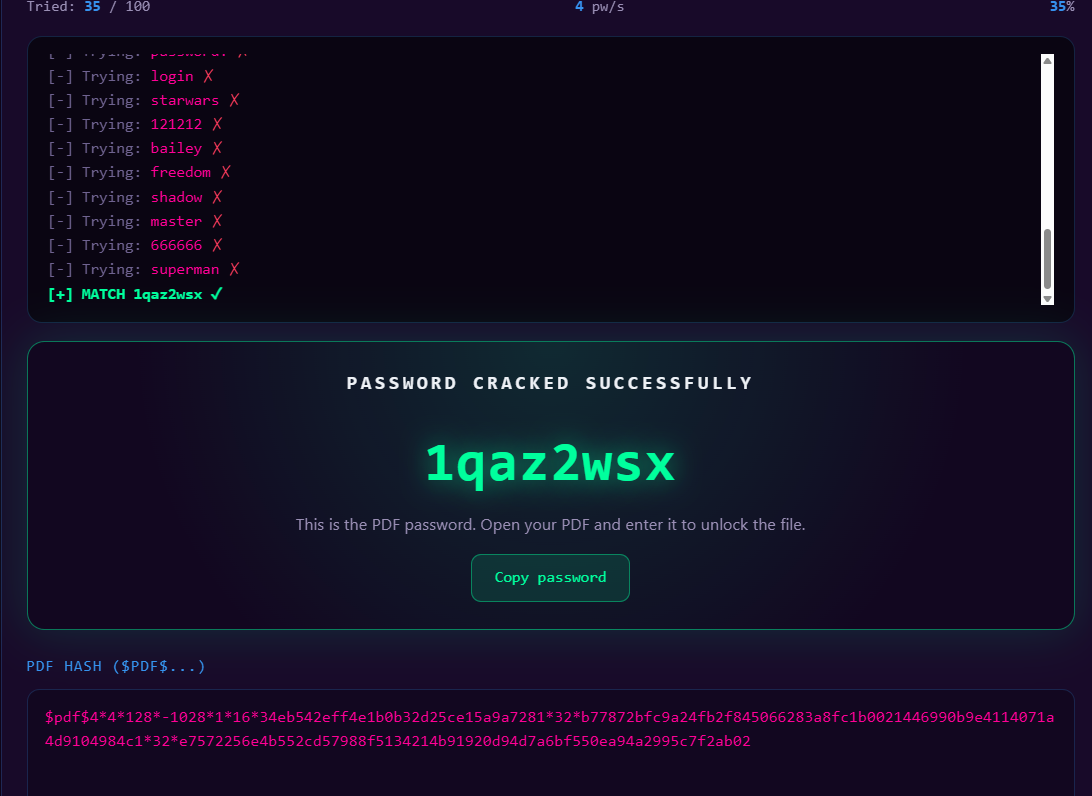 Tried: 35 / 100
4 pw/s
35%
[-] Trying: login ✗
[-] Trying: starwars ✗
[-] Trying: 121212 ✗
[-] Trying: bailey ✗
[-] Trying: freedom ✗
[-] Trying: shadow ✗
[-] Trying: master ✗
[-] Trying: 666666 ✗
[-] Trying: superman ✗
[+] MATCH 1qaz2wsx ✓
PASSWORD CRACKED SUCCESSFULLY
1qaz2wsx
This is the PDF password. Open your PDF and enter it to unlock the file.
Copy password
PDF HASH ($PDF$...)
$pdf$4*4*128*-1028*1*16*34eb542eff4e1b0b32d25ce15a9a7281*32*b77872bfc9a24fb2f845066283a8fc1b0021446990b9e4114071a
4d9104984c1*32*e7572256e4b552cd57988f5134214b91920d94d7a6bf550ea94a2995c7f2ab02